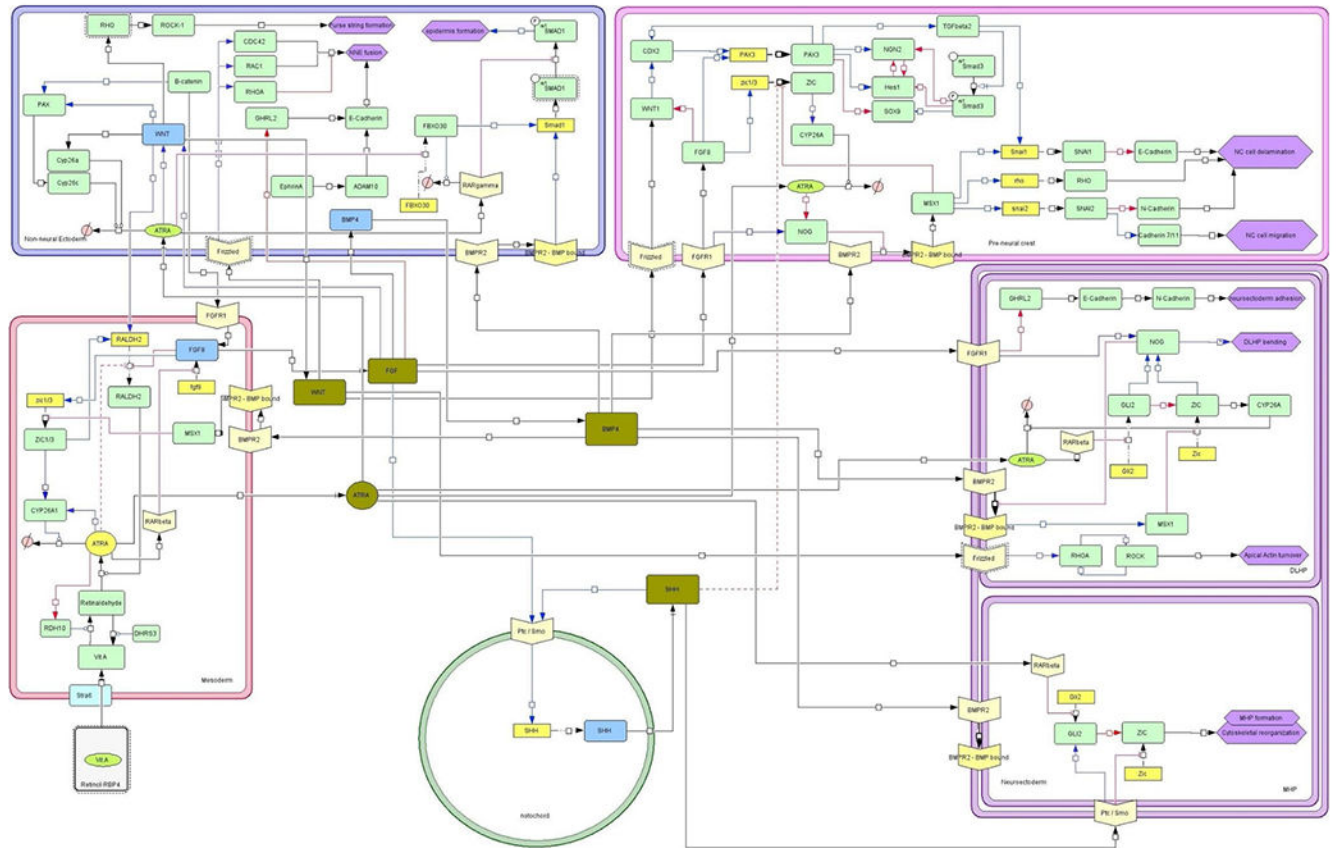 RHO
ROCK-1
Purse string formation
CDC42
NNE fusion
RAC1
RHOA
B-catenin
PAX
WNT
GHRL2
E-Cadherin
Cyp26a
Cyp26c
EphrinA
ADAM10
BMP4
ATRA
Non-neural Ectoderm
Frizzled
epidermis formation
SMAD1
SMAD1
FBXO30
Smad1
RARgamma
FBXO30
BMPR2
BMPR2 - BMP bound
CDX2
PAX3
PAX3
TGFbeta2
NGN2
Smad3
zic1/3
ZIC
Hes1
Smad3
WNT1
SOX9
CYP26A
FGF8
Snai1
SNAI1
E-Cadherin
NC cell delamination
ATRA
MSX1
rho
RHO
snai2
SNAI2
N-Cadherin
NOG
Cadherin 7/11
NC cell migration
Frizzled
FGFR1
BMPR2
BMPR2 - BMP bound
Pre neural crest
FGFR1
RALDH2
FGF8
fgf8
RALDH2
zic1/3
BMPR2 - BMP bound
ZIC1/3
MSX1
BMPR2
CYP26A1
RARbeta
ATRA
Retinaldehyde
RDH10
DHRS3
Vit A
Mesoderm
Stra6
Vit A
Retinol RBP4
FGF
WNT
BMP4
ATRA
SHH
Ptc / Smo
SHH
SHH
notochord
GHRL2
E-Cadherin
N-Cadherin
neuroectoderm adhesion
FGFR1
NOG
DLHP bending
GLI2
ZIC
CYP26A
RARbeta
ATRA
Gli2
Zic
BMPR2
BMPR2 - BMP bound
MSX1
Frizzled
RHOA
ROCK
Apical Actin turnover
DLHP
RARbeta
Gli2
BMPR2
GLI2
ZIC
MHP formation
Cytoskeletal reorganization
BMPR2 - BMP bound
Zic
Neuroectoderm
MHP
Ptc / Smo